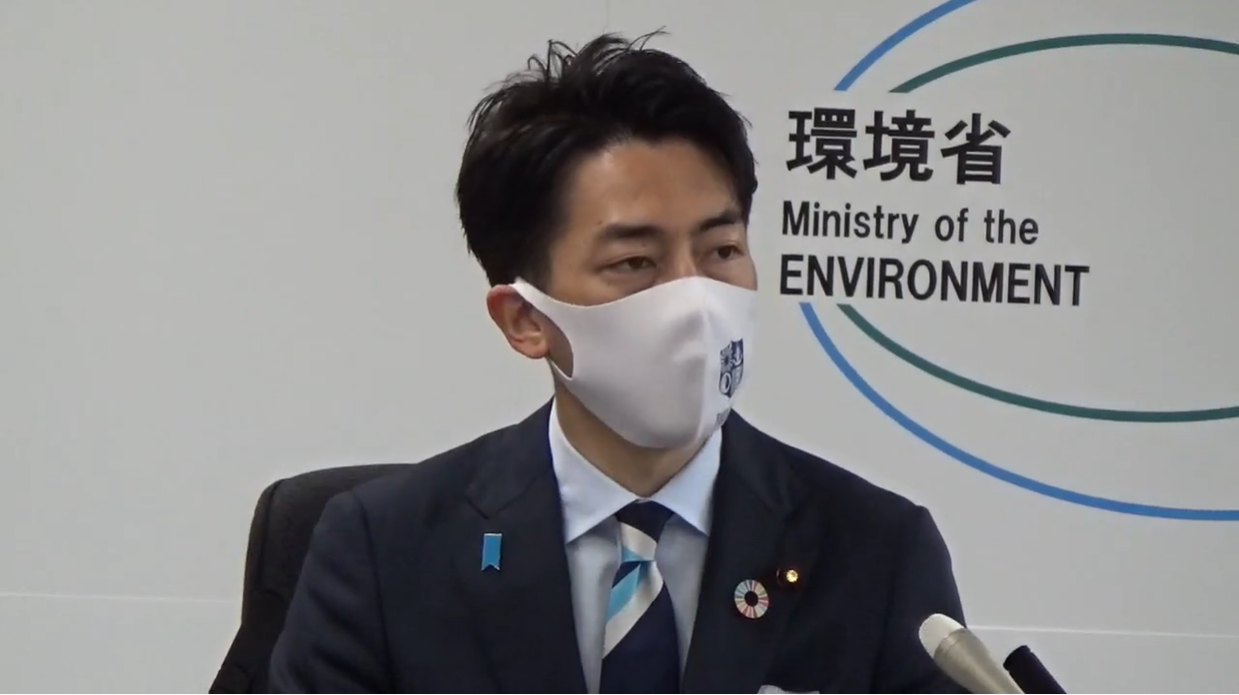 環境省
Ministry of the
ENVIRONMENT